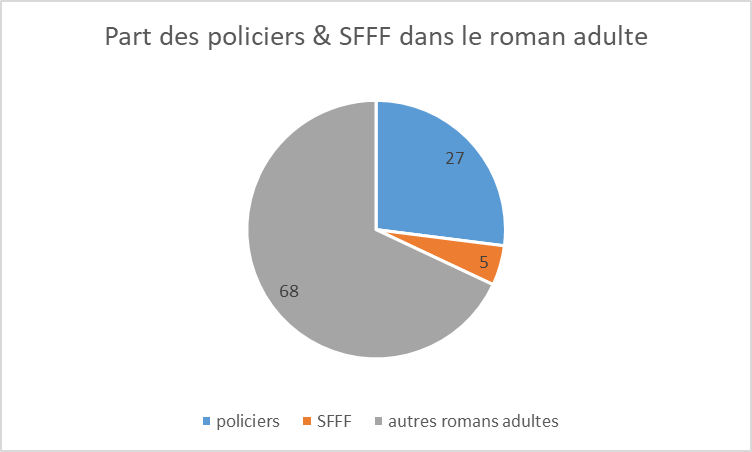 Part des policiers & SFFF dans le roman adulte
27
5
68
policiers SFFF autres romans adultes